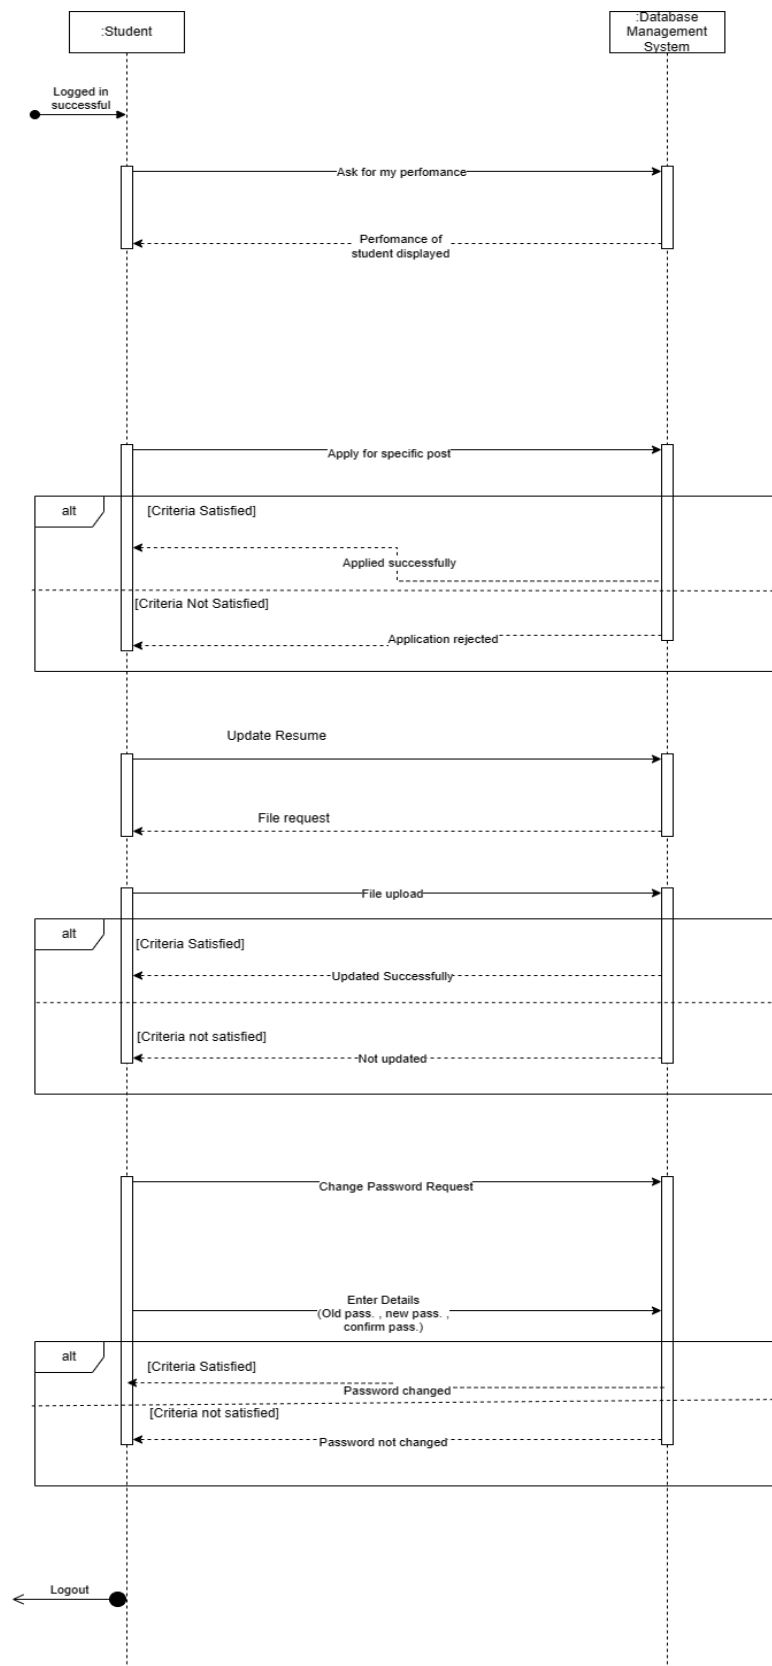 :Student
:Database
Management
System
Logged in
successful
Ask for my perfomance
Perfomance of
student displayed
Apply for specific post
alt
[Criteria Satisfied]
Applied successfully
[Criteria Not Satisfied]
Application rejected
Update Resume
File request
File upload
alt
[Criteria Satisfied]
Updated Successfully
[Criteria not satisfied]
Not updated
Change Password Request
Enter Details
(Old pass. , new pass. ,
confirm pass.)
alt
[Criteria Satisfied]
Password changed
[Criteria not satisfied]
Password not changed
Logout